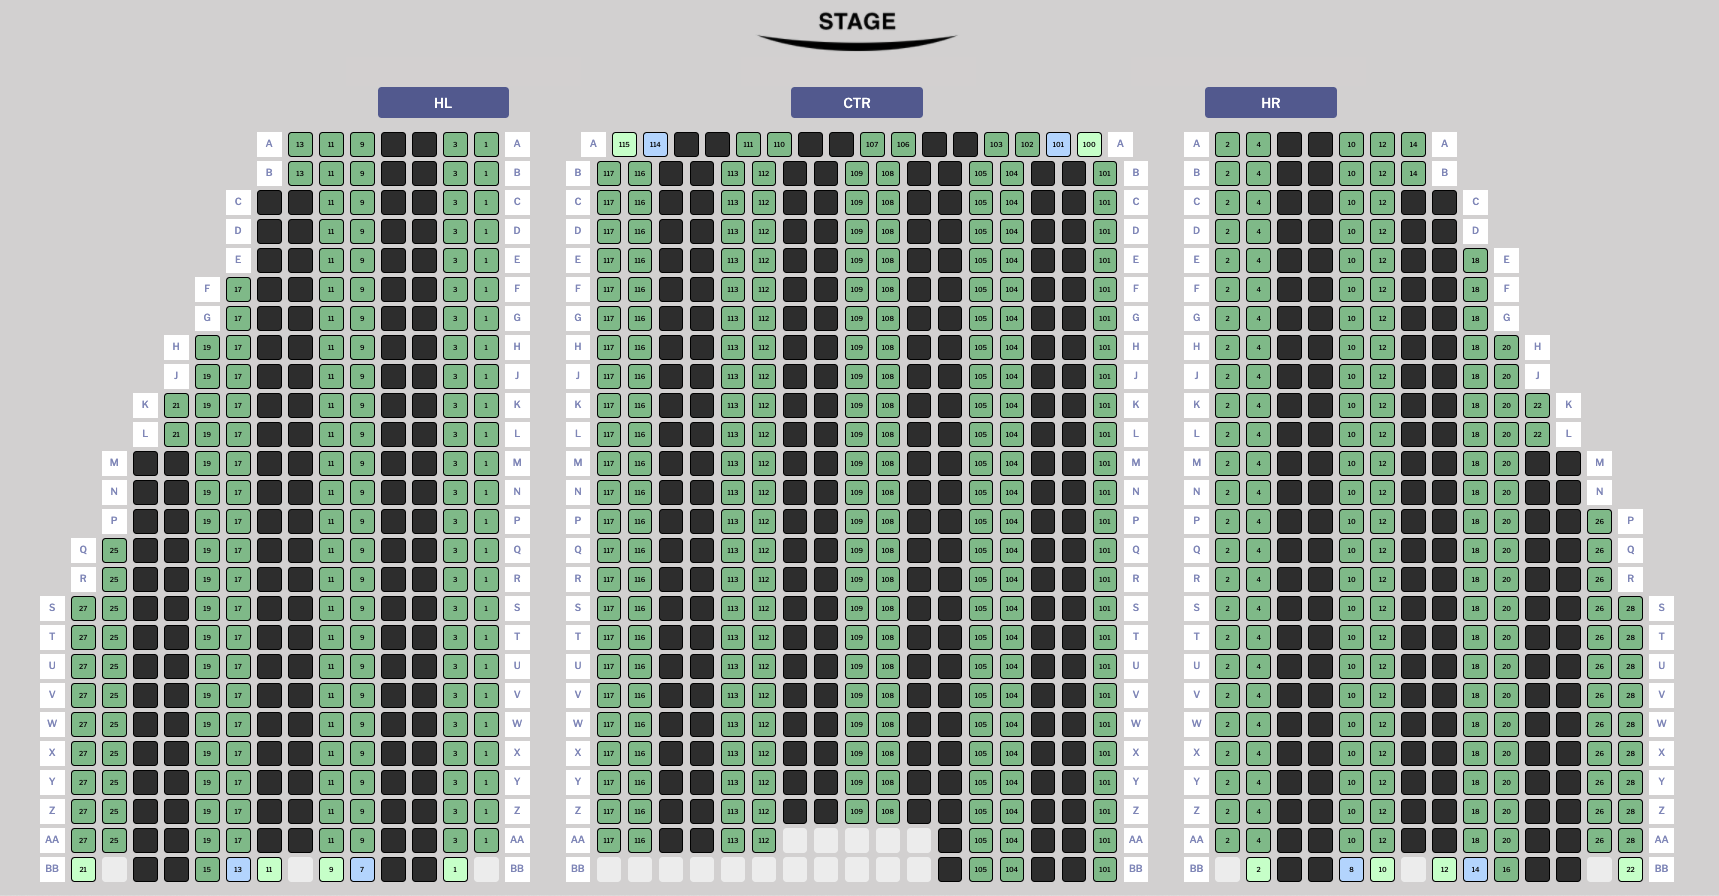 STAGE
HL CTR HR
A 13 11 9 3 1 A A 115 114 111 110 107 106 103 102 101 100 A A 2 4 10 12 14 A
B 13 11 9 3 1 B B 117 116 113 112 109 108 105 104 101 B B 2 4 10 12 14 B
C 11 9 3 1 C C 117 116 113 112 109 108 105 104 101 C C 2 4 10 12 C
D 11 9 3 1 D D 117 116 113 112 109 108 105 104 101 D D 2 4 10 12 D
E 11 9 3 1 E E 117 116 113 112 109 108 105 104 101 E E 2 4 10 12 18 E
F 17 11 9 3 1 F F 117 116 113 112 109 108 105 104 101 F F 2 4 10 12 18 F
G 17 11 9 3 1 G G 117 116 113 112 109 108 105 104 101 G G 2 4 10 12 18 G
H 19 17 11 9 3 1 H H 117 116 113 112 109 108 105 104 101 H H 2 4 10 12 18 20 H
J 19 17 11 9 3 1 J J 117 116 113 112 109 108 105 104 101 J J 2 4 10 12 18 20 J
K 21 19 17 11 9 3 1 K K 117 116 113 112 109 108 105 104 101 K K 2 4 10 12 18 20 22 K
L 21 19 17 11 9 3 1 L L 117 116 113 112 109 108 105 104 101 L L 2 4 10 12 18 20 22 L
M 19 17 11 9 3 1 M M 117 116 113 112 109 108 105 104 101 M M 2 4 10 12 18 20 M
N 19 17 11 9 3 1 N N 117 116 113 112 109 108 105 104 101 N N 2 4 10 12 18 20 N
P 19 17 11 9 3 1 P P 117 116 113 112 109 108 105 104 101 P P 2 4 10 12 18 20 26 P
Q 25 19 17 11 9 3 1 Q Q 117 116 113 112 109 108 105 104 101 Q Q 2 4 10 12 18 20 26 Q
R 25 19 17 11 9 3 1 R R 117 116 113 112 109 108 105 104 101 R R 2 4 10 12 18 20 26 R
S 27 25 19 17 11 9 3 1 S S 117 116 113 112 109 108 105 104 101 S S 2 4 10 12 18 20 26 28 S
T 27 25 19 17 11 9 3 1 T T 117 116 113 112 109 108 105 104 101 T T 2 4 10 12 18 20 26 28 T
U 27 25 19 17 11 9 3 1 U U 117 116 113 112 109 108 105 104 101 U U 2 4 10 12 18 20 26 28 U
V 27 25 19 17 11 9 3 1 V V 117 116 113 112 109 108 105 104 101 V V 2 4 10 12 18 20 26 28 V
W 27 25 19 17 11 9 3 1 W W 117 116 113 112 109 108 105 104 101 W W 2 4 10 12 18 20 26 28 W
X 27 25 19 17 11 9 3 1 X X 117 116 113 112 109 108 105 104 101 X X 2 4 10 12 18 20 26 28 X
Y 27 25 19 17 11 9 3 1 Y Y 117 116 113 112 109 108 105 104 101 Y Y 2 4 10 12 18 20 26 28 Y
Z 27 25 19 17 11 9 3 1 Z Z 117 116 113 112 109 108 105 104 101 Z Z 2 4 10 12 18 20 26 28 Z
AA 27 25 19 17 11 9 3 1 AA AA 117 116 113 112 105 104 101 AA AA 2 4 10 12 18 20 26 28 AA
BB 21 15 13 11 9 7 1 BB BB 105 104 101 BB BB 2 8 10 12 14 16 22 BB